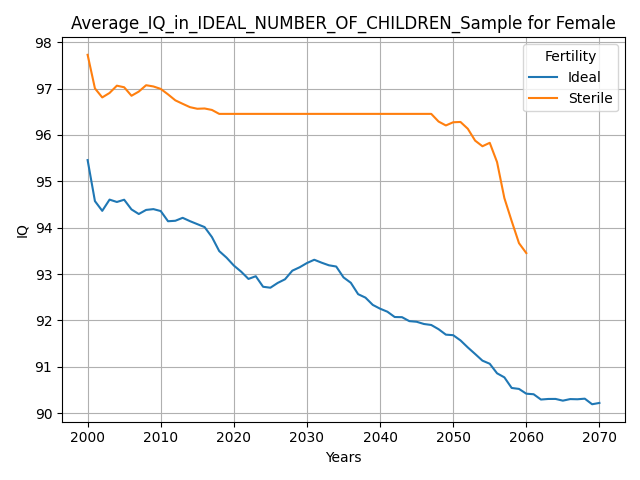 Average_IQ_in_IDEAL_NUMBER_OF_CHILDREN_Sample for Female
Fertility
Ideal
Sterile
98
97
96
95
94
93
92
91
90
IQ
2000 2010 2020 2030 2040 2050 2060 2070
Years